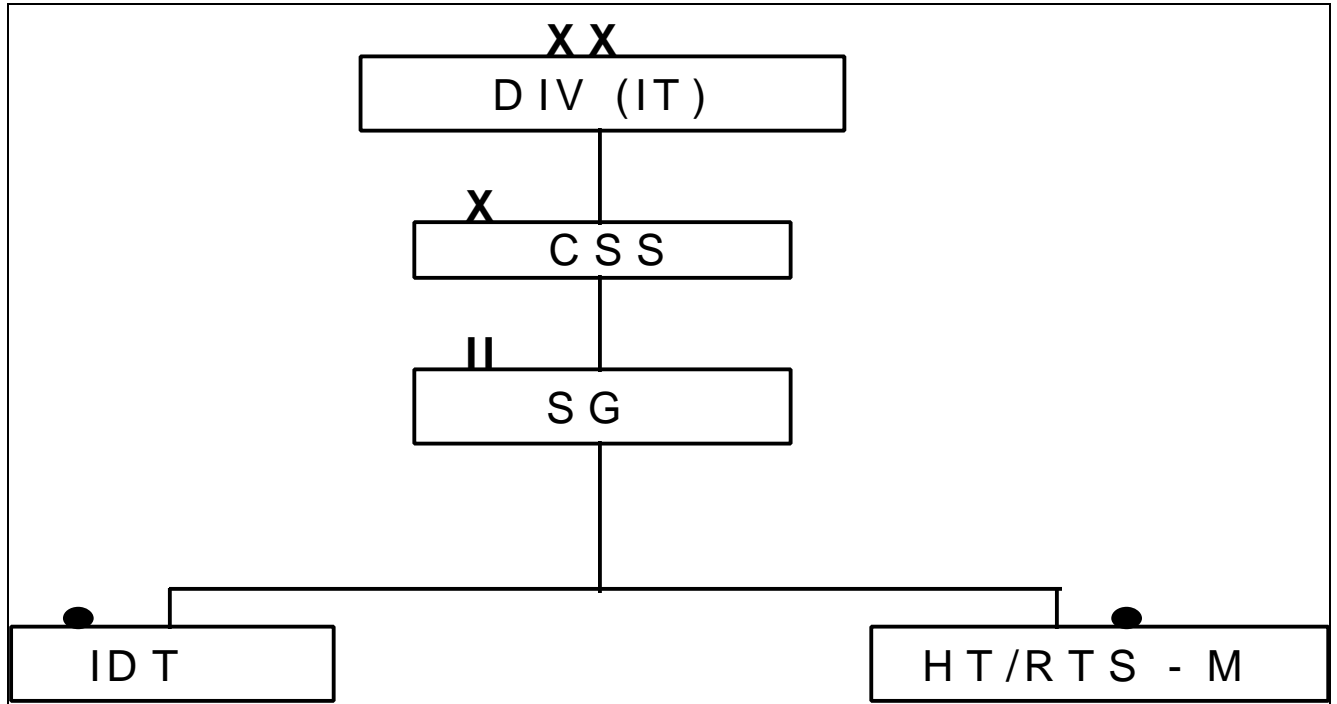 XX
DIV (IT)
X
CSS
II
SG
IDT
HT/RTS - M